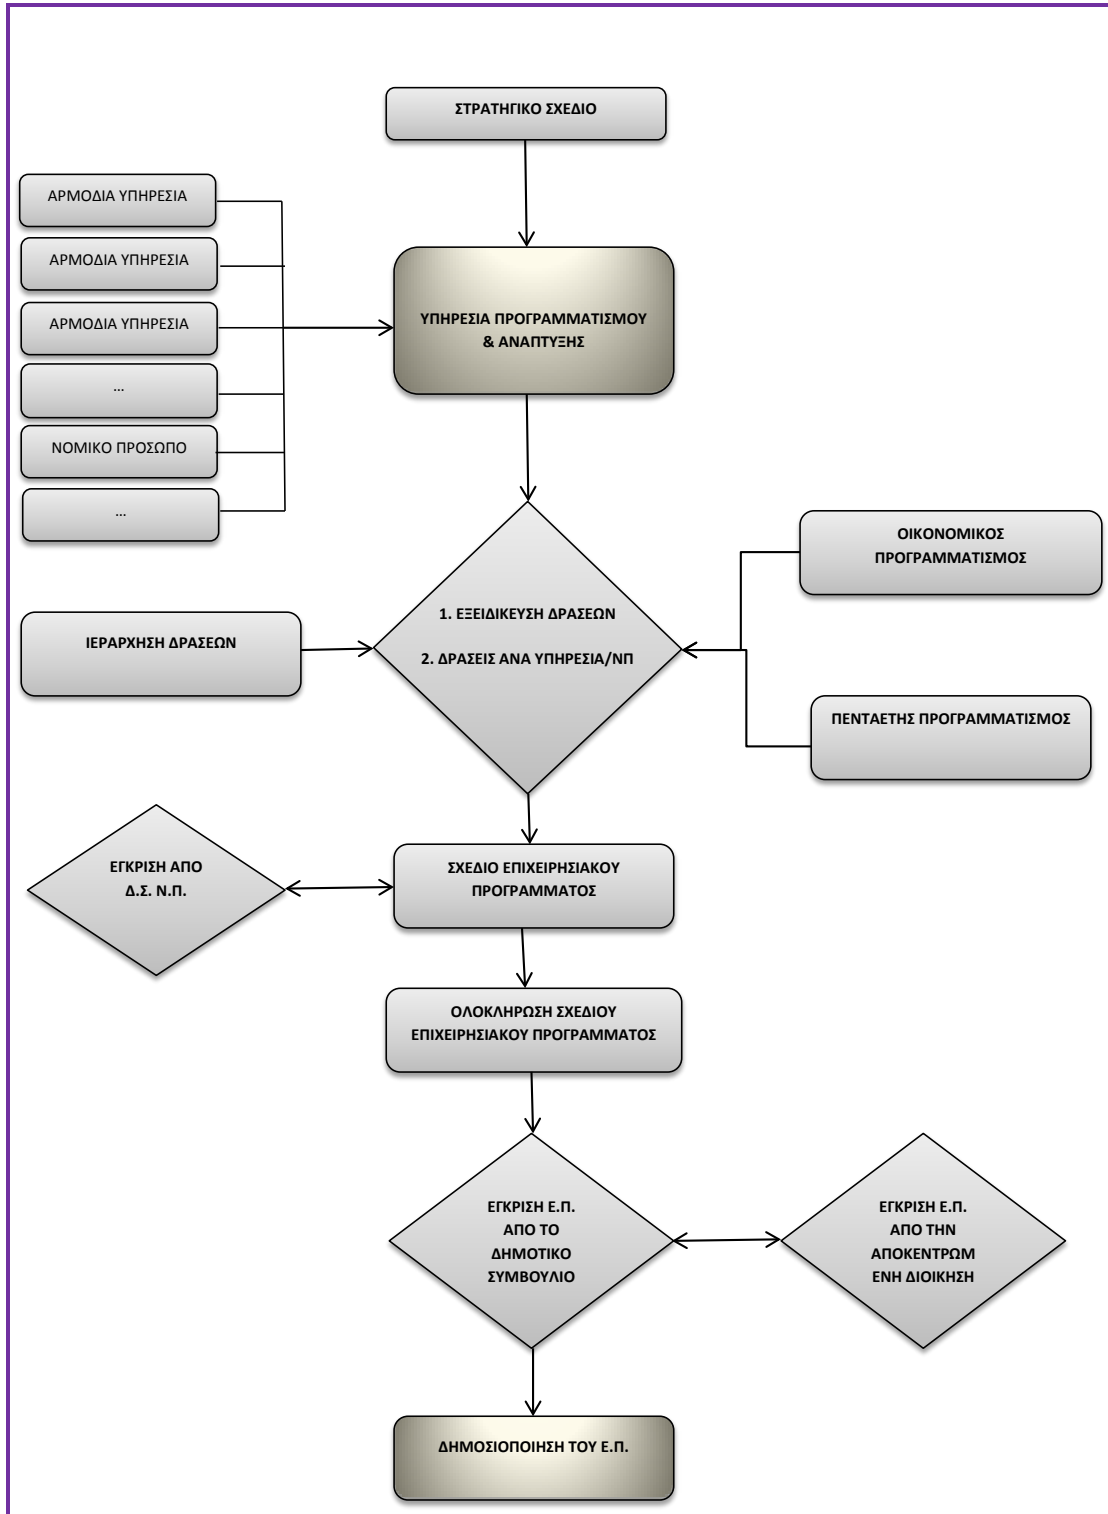 ΣΤΡΑΤΗΓΙΚΟ ΣΧΕΔΙΟ
ΑΡΜΟΔΙΑ ΥΠΗΡΕΣΙΑ
ΑΡΜΟΔΙΑ ΥΠΗΡΕΣΙΑ
ΑΡΜΟΔΙΑ ΥΠΗΡΕΣΙΑ
...
ΝΟΜΙΚΟ ΠΡΟΣΩΠΟ
...
ΥΠΗΡΕΣΙΑ ΠΡΟΓΡΑΜΜΑΤΙΣΜΟΥ
& ΑΝΑΠΤΥΞΗΣ
ΟΙΚΟΝΟΜΙΚΟΣ
ΠΡΟΓΡΑΜΜΑΤΙΣΜΟΣ
ΙΕΡΑΡΧΗΣΗ ΔΡΑΣΕΩΝ
1. ΕΞΕΙΔΙΚΕΥΣΗ ΔΡΑΣΕΩΝ
2. ΔΡΑΣΕΙΣ ΑΝΑ ΥΠΗΡΕΣΙΑ/ΝΠ
ΠΕΝΤΑΕΤΗΣ ΠΡΟΓΡΑΜΜΑΤΙΣΜΟΣ
ΕΓΚΡΙΣΗ ΑΠΟ
Δ.Σ. Ν.Π.
ΣΧΕΔΙΟ ΕΠΙΧΕΙΡΗΣΙΑΚΟΥ
ΠΡΟΓΡΑΜΜΑΤΟΣ
ΟΛΟΚΛΗΡΩΣΗ ΣΧΕΔΙΟΥ
ΕΠΙΧΕΙΡΗΣΙΑΚΟΥ ΠΡΟΓΡΑΜΜΑΤΟΣ
ΕΓΚΡΙΣΗ Ε.Π.
ΑΠΟ ΤΟ
ΔΗΜΟΤΙΚΟ
ΣΥΜΒΟΥΛΙΟ
ΕΓΚΡΙΣΗ Ε.Π.
ΑΠΟ ΤΗΝ
ΑΠΟΚΕΝΤΡΩΜ
ΕΝΗ ΔΙΟΙΚΗΣΗ
ΔΗΜΟΣΙΟΠΟΙΗΣΗ ΤΟΥ Ε.Π.